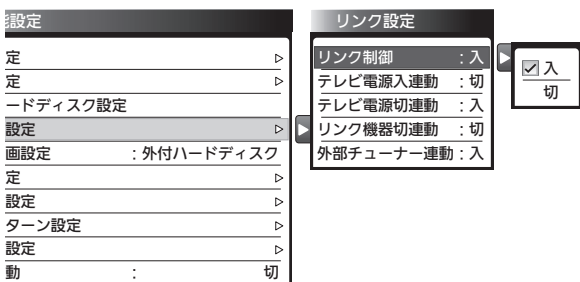 設定
定
定
ードディスク設定
設定
画設定 :外付ハードディスク
定
設定
ターン設定
設定
動 : 切
リンク設定
リンク制御 :入
テレビ電源入連動 :切
テレビ電源切連動 :入
リンク機器切連動 :切
外部チューナー連動:入
入
切